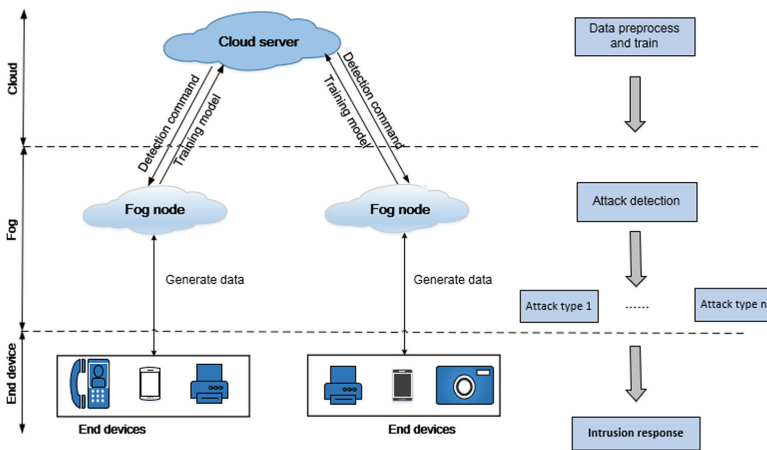 Cloud
Cloud server
Data preprocess
and train
Detection command
Training model
Training model
Detection command
Fog
Fog node
Fog node
Attack detection
Generate data
Generate data
Attack type 1
......
Attack type n
End device
End devices
End devices
Intrusion response